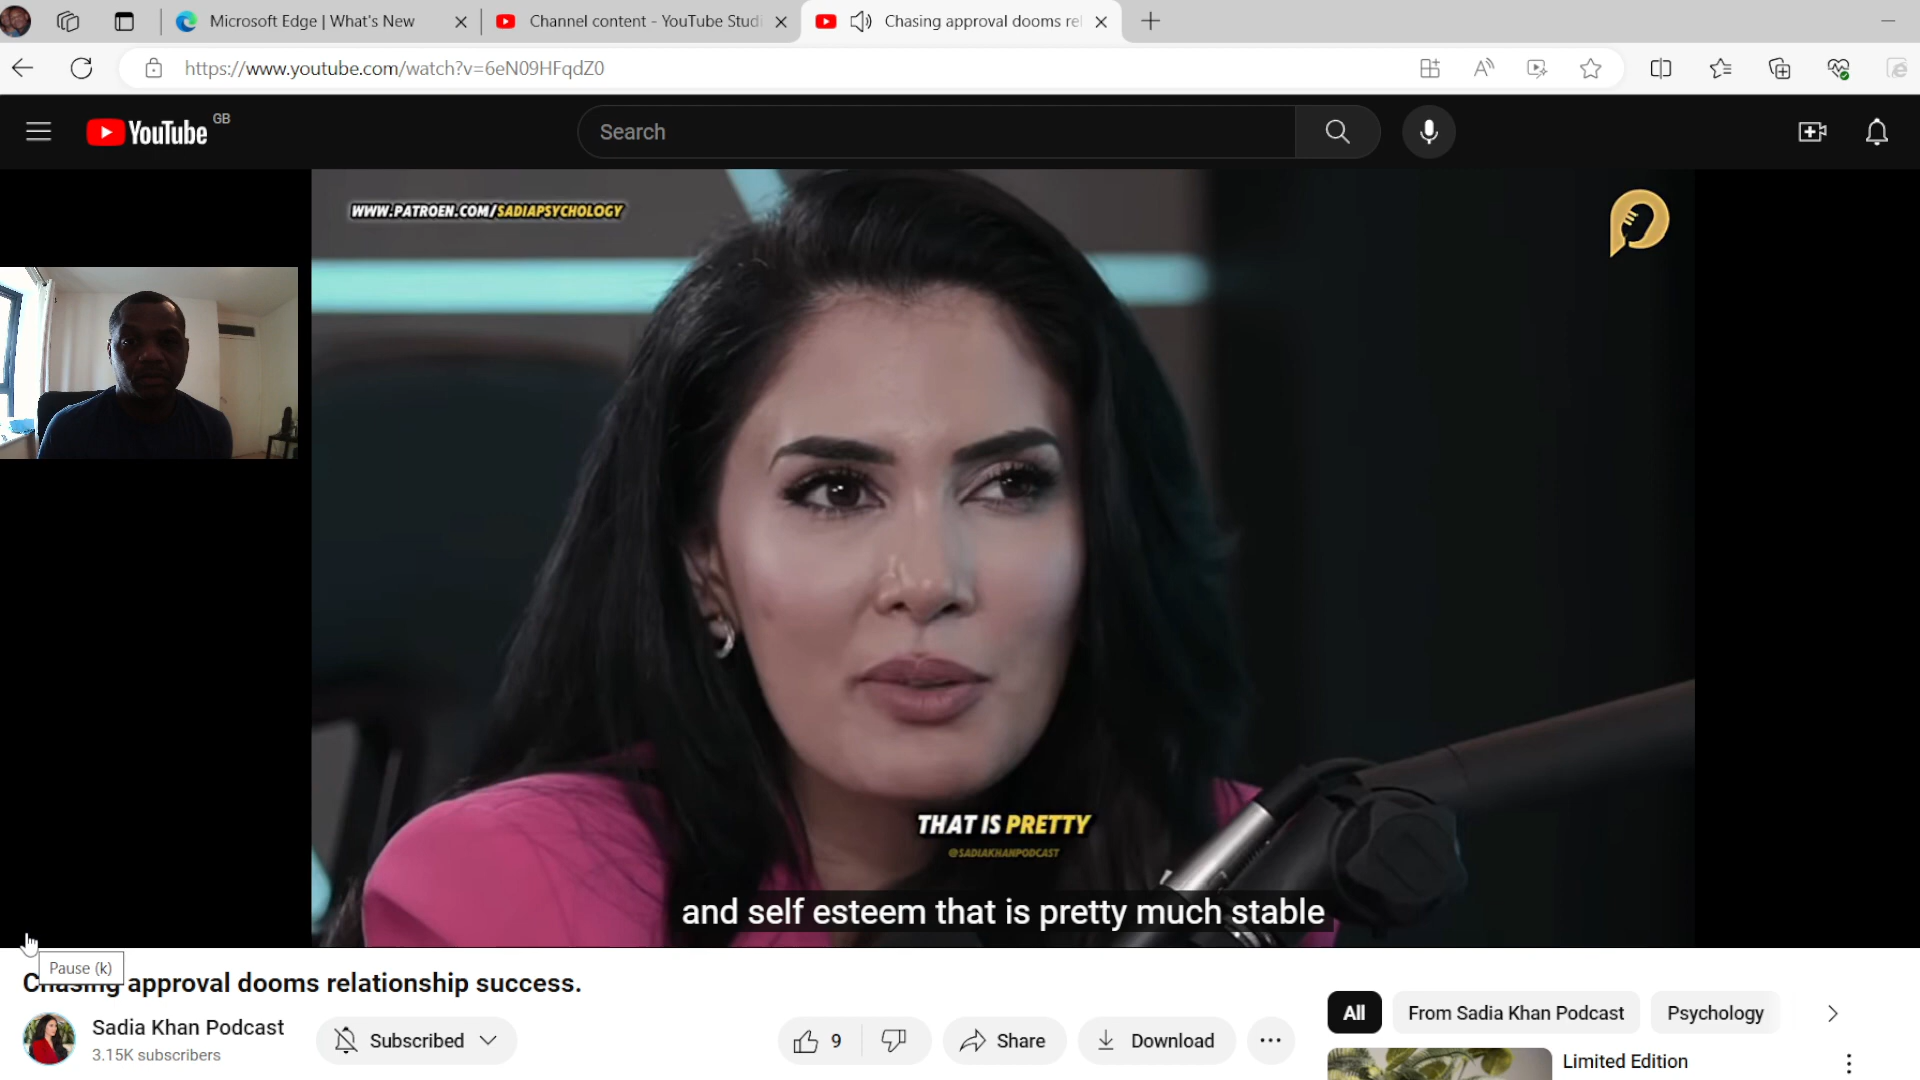 Microsoft Edge | What's New
Channel content - YouTube Studi
Chasing approval dooms rel
https://www.youtube.com/watch?v=6eN09HFqdZ0
YouTube GB
Search
WWW.PATROEN.COM/SADIAPSYCHOLOGY
THAT IS PRETTY
@SADIAKHANPODCAST
and self esteem that is pretty much stable
Pause (k)
Chasing approval dooms relationship success.
Sadia Khan Podcast
3.15K subscribers
Subscribed
9
Share
Download
All
From Sadia Khan Podcast
Psychology
Limited Edition